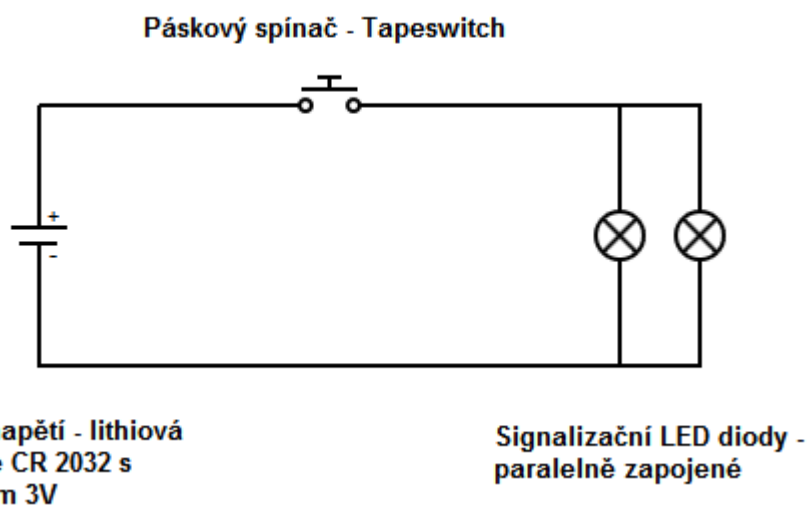 Páskový spínač - Tapeswitch
+
-
apětí - lithiová
CR 2032 s
3V
Signalizační LED diody -
paralelně zapojené